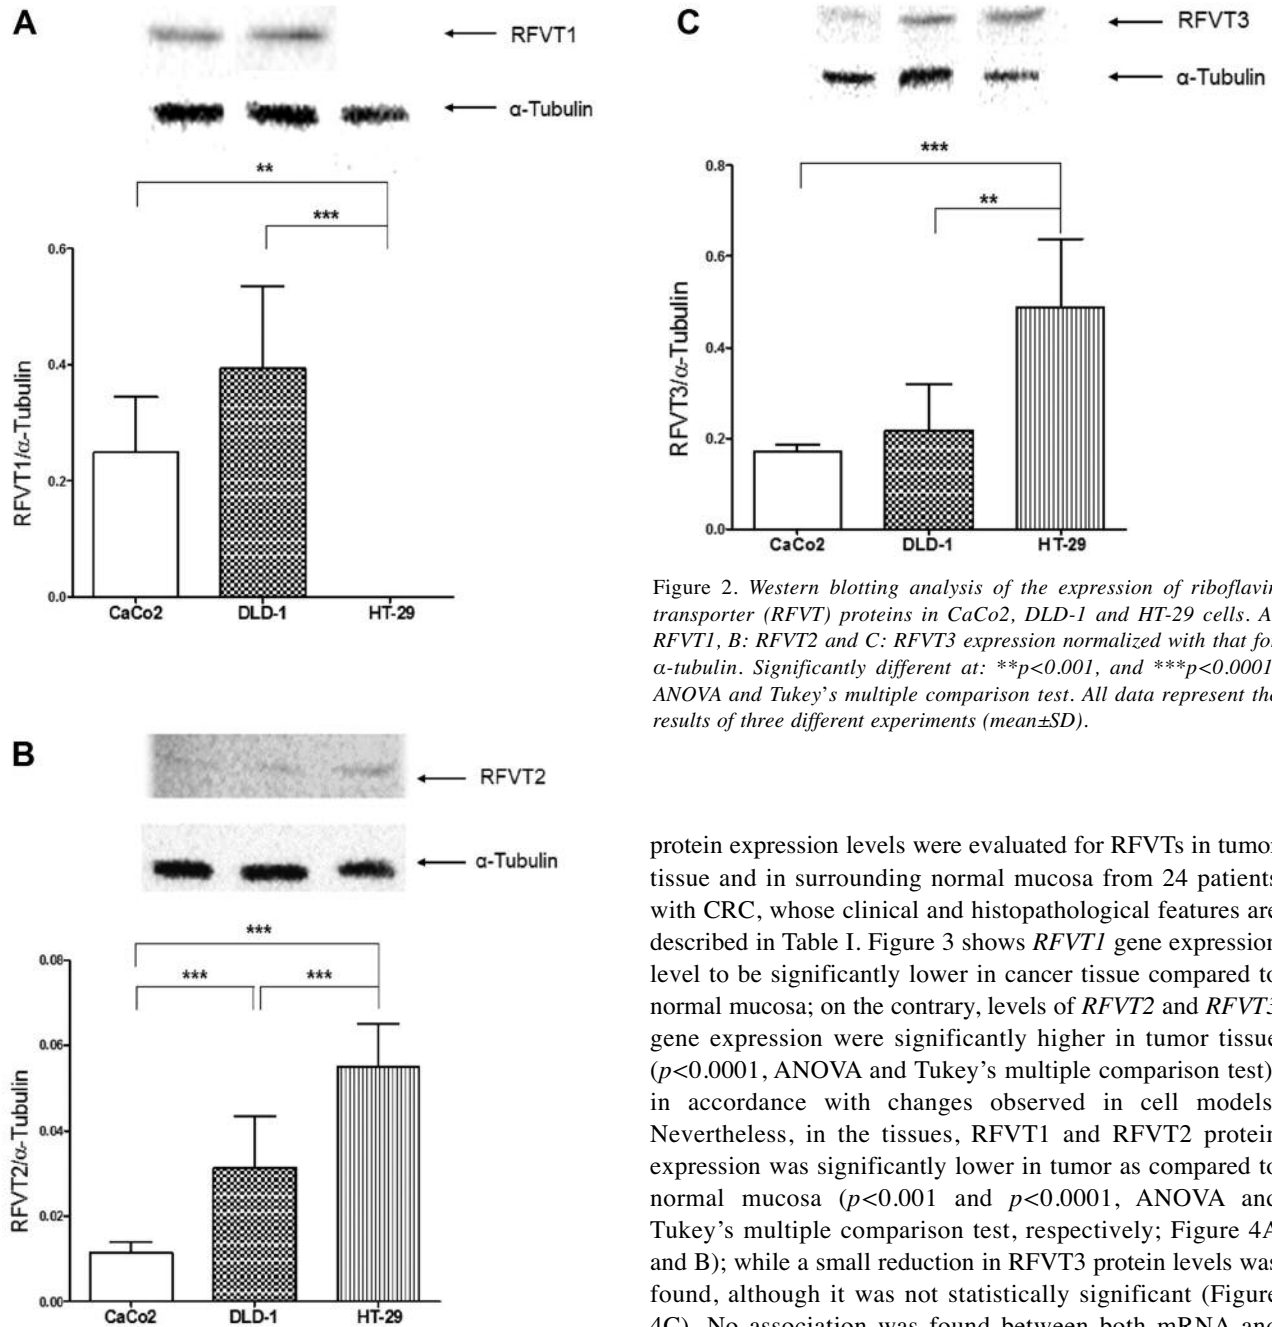 A
RFVT1
α-Tubulin
**
***
0.6
0.4
0.2
0.0
RFVT1/α-Tubulin
CaCo2 DLD-1 HT-29
B
RFVT2
α-Tubulin
***
*** ***
0.08
0.06
0.04
0.02
0.00
RFVT2/α-Tubulin
CaCo2 DLD-1 HT-29
C
RFVT3
α-Tubulin
***
**
0.8
0.6
0.4
0.2
0.0
RFVT3/α-Tubulin
CaCo2 DLD-1 HT-29
Figure 2. Western blotting analysis of the expression of riboflavin
transporter (RFVT) proteins in CaCo2, DLD-1 and HT-29 cells. A
RFVT1, B: RFVT2 and C: RFVT3 expression normalized with that for
α-tubulin. Significantly different at: **p<0.001, and ***p<0.0001
ANOVA and Tukey's multiple comparison test. All data represent the
results of three different experiments (mean±SD).
protein expression levels were evaluated for RFVTs in tumor
tissue and in surrounding normal mucosa from 24 patients
with CRC, whose clinical and histopathological features are
described in Table I. Figure 3 shows RFVT1 gene expression
level to be significantly lower in cancer tissue compared to
normal mucosa; on the contrary, levels of RFVT2 and RFVT3
gene expression were significantly higher in tumor tissue
(p<0.0001, ANOVA and Tukey's multiple comparison test)
in accordance with changes observed in cell models
Nevertheless, in the tissues, RFVT1 and RFVT2 protein
expression was significantly lower in tumor as compared to
normal mucosa (p<0.001 and p<0.0001, ANOVA and
Tukey's multiple comparison test, respectively; Figure 4A
and B); while a small reduction in RFVT3 protein levels was
found, although it was not statistically significant (Figure
4C). No association was found between both mRNA and